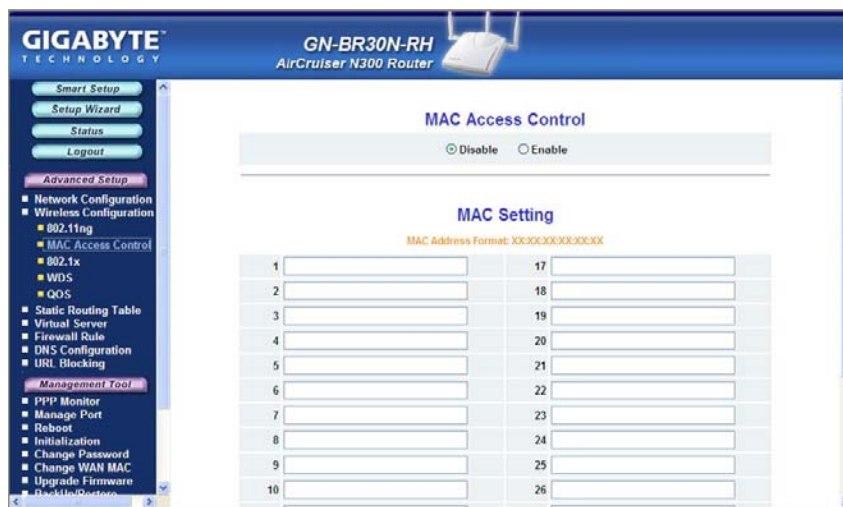 GIGABYTE™
TECHNOLOGY
GN-BR30N-RH
AirCruiser N300 Router
Smart Setup
Setup Wizard
Status
Logout
Advanced Setup
Network Configuration
Wireless Configuration
802.11ng
MAC Access Control
802.1x
WDS
QOS
Static Routing Table
Virtual Server
Firewall Rule
DNS Configuration
URL Blocking
Management Tool
PPP Monitor
Manage Port
Reboot
Initialization
Change Password
Change WAN MAC
Upgrade Firmware
BackUp/Restore
MAC Access Control
Disable Enable
MAC Setting
MAC Address Format: XX:XX:XX:XX:XX:XX
1 17
2 18
3 19
4 20
5 21
6 22
7 23
8 24
9 25
10 26